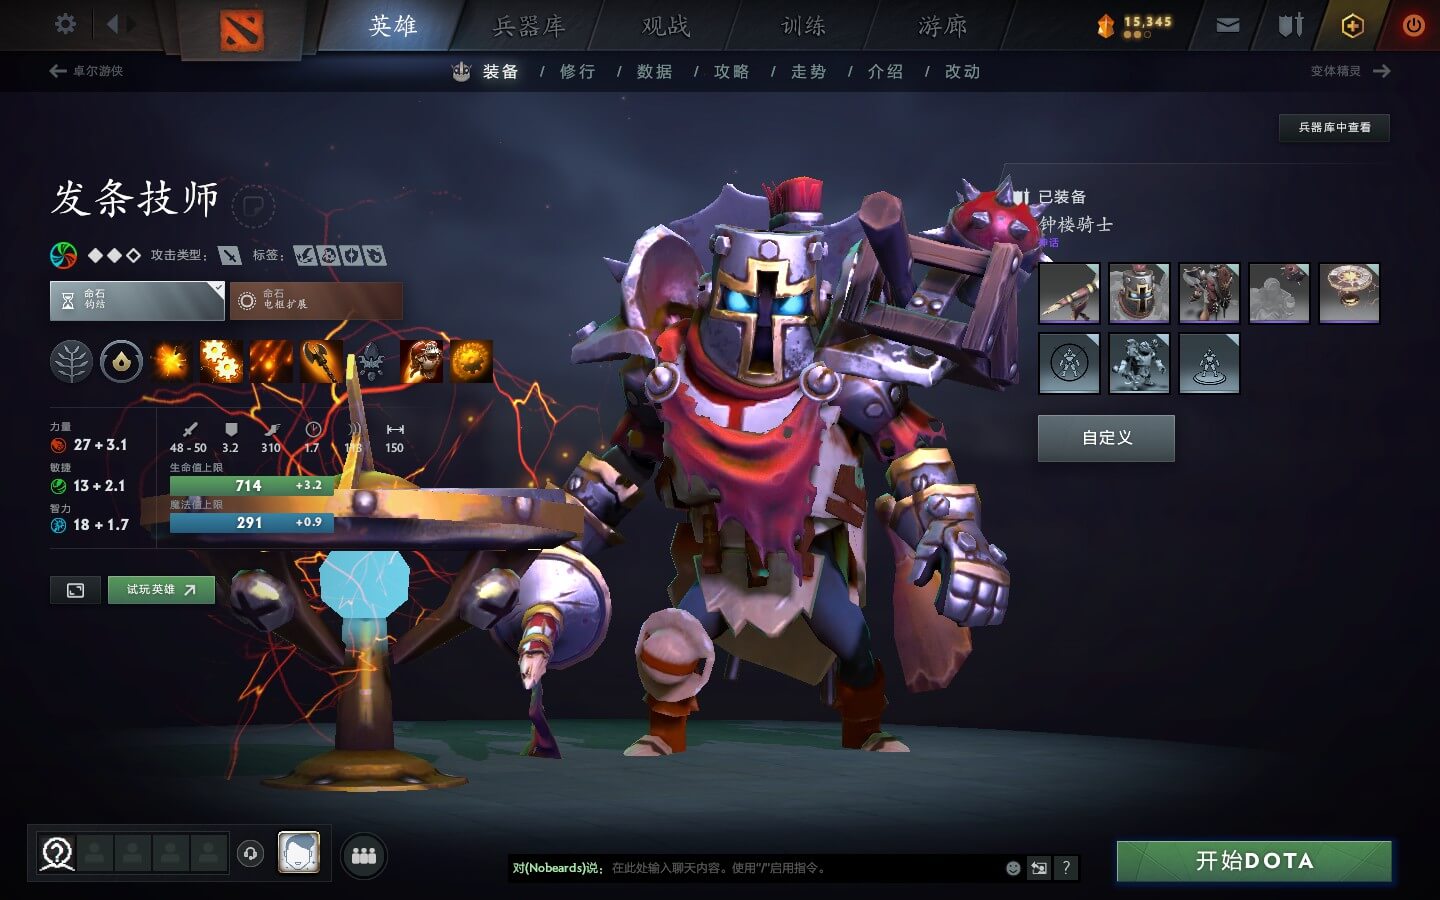 英雄
兵器库
观战
训练
游廊
15,345
卓尔游侠
装备 / 修行 / 数据 / 攻略 / 走势 / 介绍 / 改动
变体精灵
兵器库中查看
发条技师
攻击类型:
标签:
命石
钩结
命石
电枢扩展
力量
27 + 3.1
敏捷
13 + 2.1
智力
18 + 1.7
48 - 50
3.2
310
1.7
150
生命值上限
714
+3.2
魔法值上限
291
+0.9
试玩英雄
已装备
钟楼骑士
神话
自定义
对(Nobeards)说:
在此处输入聊天内容。使用“/”启用指令。
?
开始DOTA